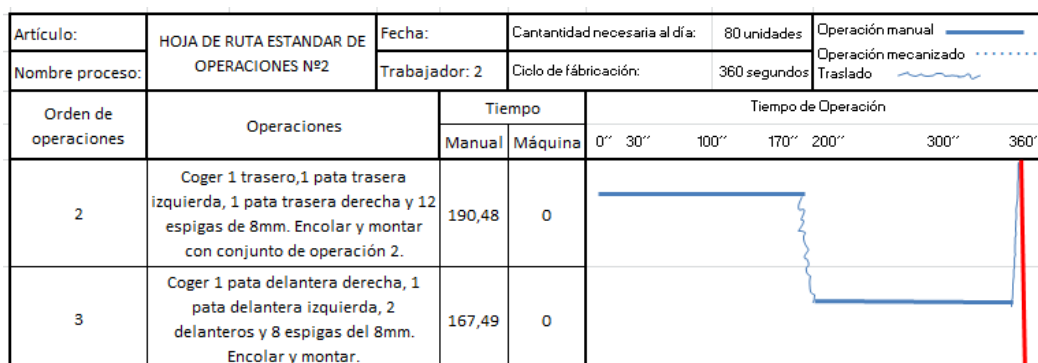 Artículo:
HOJA DE RUTA ESTANDAR DE
OPERACIONES Nº2
Fecha:
Cantantidad necesaria al día:
80 unidades
Operación manual
Operación mecanizado
Nombre proceso:
Trabajador: 2
Ciclo de fábricación:
360 segundos
Traslado
Orden de
operaciones
Operaciones
Tiempo
Manual
Máquina
Tiempo de Operación
0´´ 30´´ 100´´ 170´´ 200´´ 300´´ 360´´
2
Coger 1 trasero,1 pata trasera
izquierda, 1 pata trasera derecha y 12
espigas de 8mm. Encolar y montar
con conjunto de operación 2.
190,48
0
3
Coger 1 pata delantera derecha, 1
pata delantera izquierda, 2
delanteros y 8 espigas del 8mm.
Encolar y montar.
167,49
0